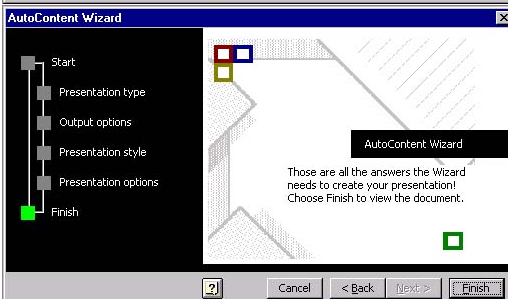 AutoContent Wizard
Start
Presentation type
Output options
Presentation style
Presentation options
Finish
AutoContent Wizard
Those are all the answers the Wizard
needs to create your presentation!
Choose Finish to view the document.
? Cancel < Back Next > Finish